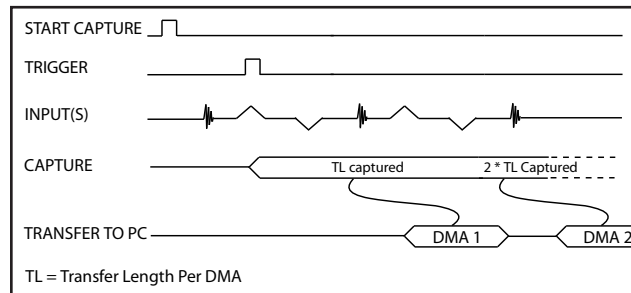 START CAPTURE
TRIGGER
INPUT(S)
CAPTURE
TL captured
2 * TL Captured
TRANSFER TO PC
DMA 1
DMA 2
TL = Transfer Length Per DMA